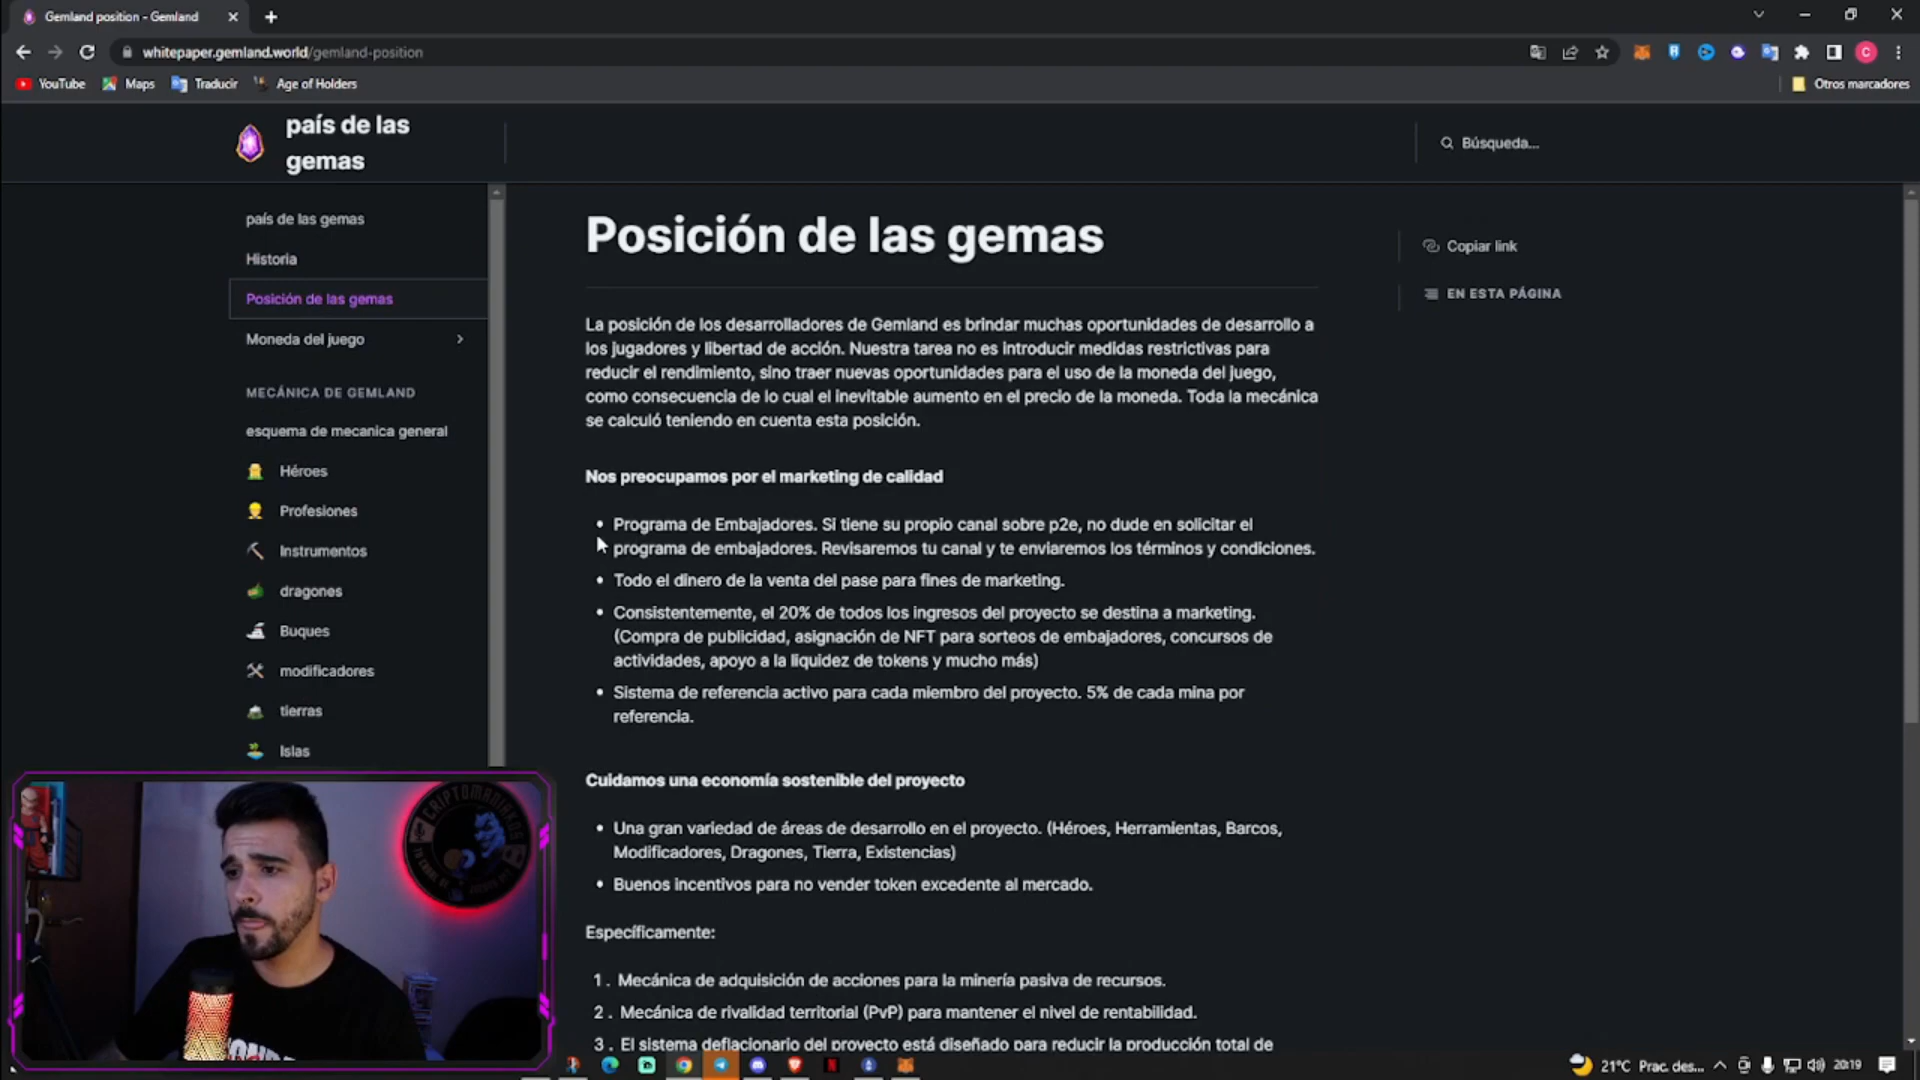 Gemland position - Gemland
whitepaper.gemland.world/gemland-position
YouTube
Maps
Traducir
Age of Holders
Otros marcadores
país de las
gemas
Búsqueda...
país de las gemas
Historia
Posición de las gemas
Moneda del juego
MECÁNICA DE GEMLAND
esquema de mecanica general
Héroes
Profesiones
Instrumentos
dragones
Buques
modificadores
tierras
Islas
Posición de las gemas
Copiar link
EN ESTA PÁGINA
La posición de los desarrolladores de Gemland es brindar muchas oportunidades de desarrollo a
los jugadores y libertad de acción. Nuestra tarea no es introducir medidas restrictivas para
reducir el rendimiento, sino traer nuevas oportunidades para el uso de la moneda del juego,
como consecuencia de lo cual el inevitable aumento en el precio de la moneda. Toda la mecánica
se calculó teniendo en cuenta esta posición.
Nos preocupamos por el marketing de calidad
• Programa de Embajadores. Si tiene su propio canal sobre p2e, no dude en solicitar el
programa de embajadores. Revisaremos tu canal y te enviaremos los términos y condiciones.
• Todo el dinero de la venta del pase para fines de marketing.
• Consistentemente, el 20% de todos los ingresos del proyecto se destina a marketing.
(Compra de publicidad, asignación de NFT para sorteos de embajadores, concursos de
actividades, apoyo a la liquidez de tokens y mucho más)
• Sistema de referencia activo para cada miembro del proyecto. 5% de cada mina por
referencia.
Cuidamos una economía sostenible del proyecto
• Una gran variedad de áreas de desarrollo en el proyecto. (Héroes, Herramientas, Barcos,
Modificadores, Dragones, Tierra, Existencias)
• Buenos incentivos para no vender token excedente al mercado.
Específicamente:
1. Mecánica de adquisición de acciones para la minería pasiva de recursos.
2. Mecánica de rivalidad territorial (PvP) para mantener el nivel de rentabilidad.
3. El sistema deflacionario del proyecto está diseñado para reducir la producción total de
CRIPTOMANIAKOS
21°C Prac. des...
20:19